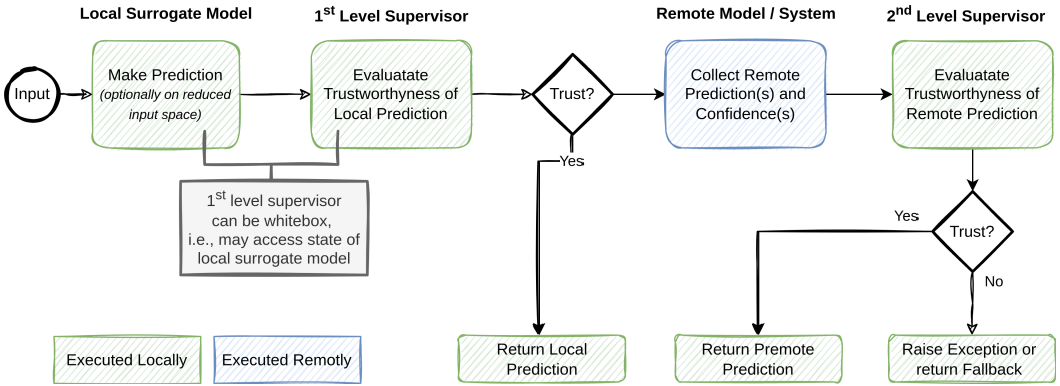 Local Surrogate Model
1st Level Supervisor
Remote Model / System
2nd Level Supervisor
Input
Make Prediction
(optionally on reduced
input space)
Evaluatate
Trustworthyness of
Local Prediction
Trust?
Collect Remote
Prediction(s) and
Confidence(s)
Evaluatate
Trustworthyness of
Remote Prediction
Yes
1st level supervisor
can be whitebox,
i.e., may access state of
local surrogate model
Yes
Trust?
No
Executed Locally
Executed Remotly
Return Local
Prediction
Return Premote
Prediction
Raise Exception or
return Fallback